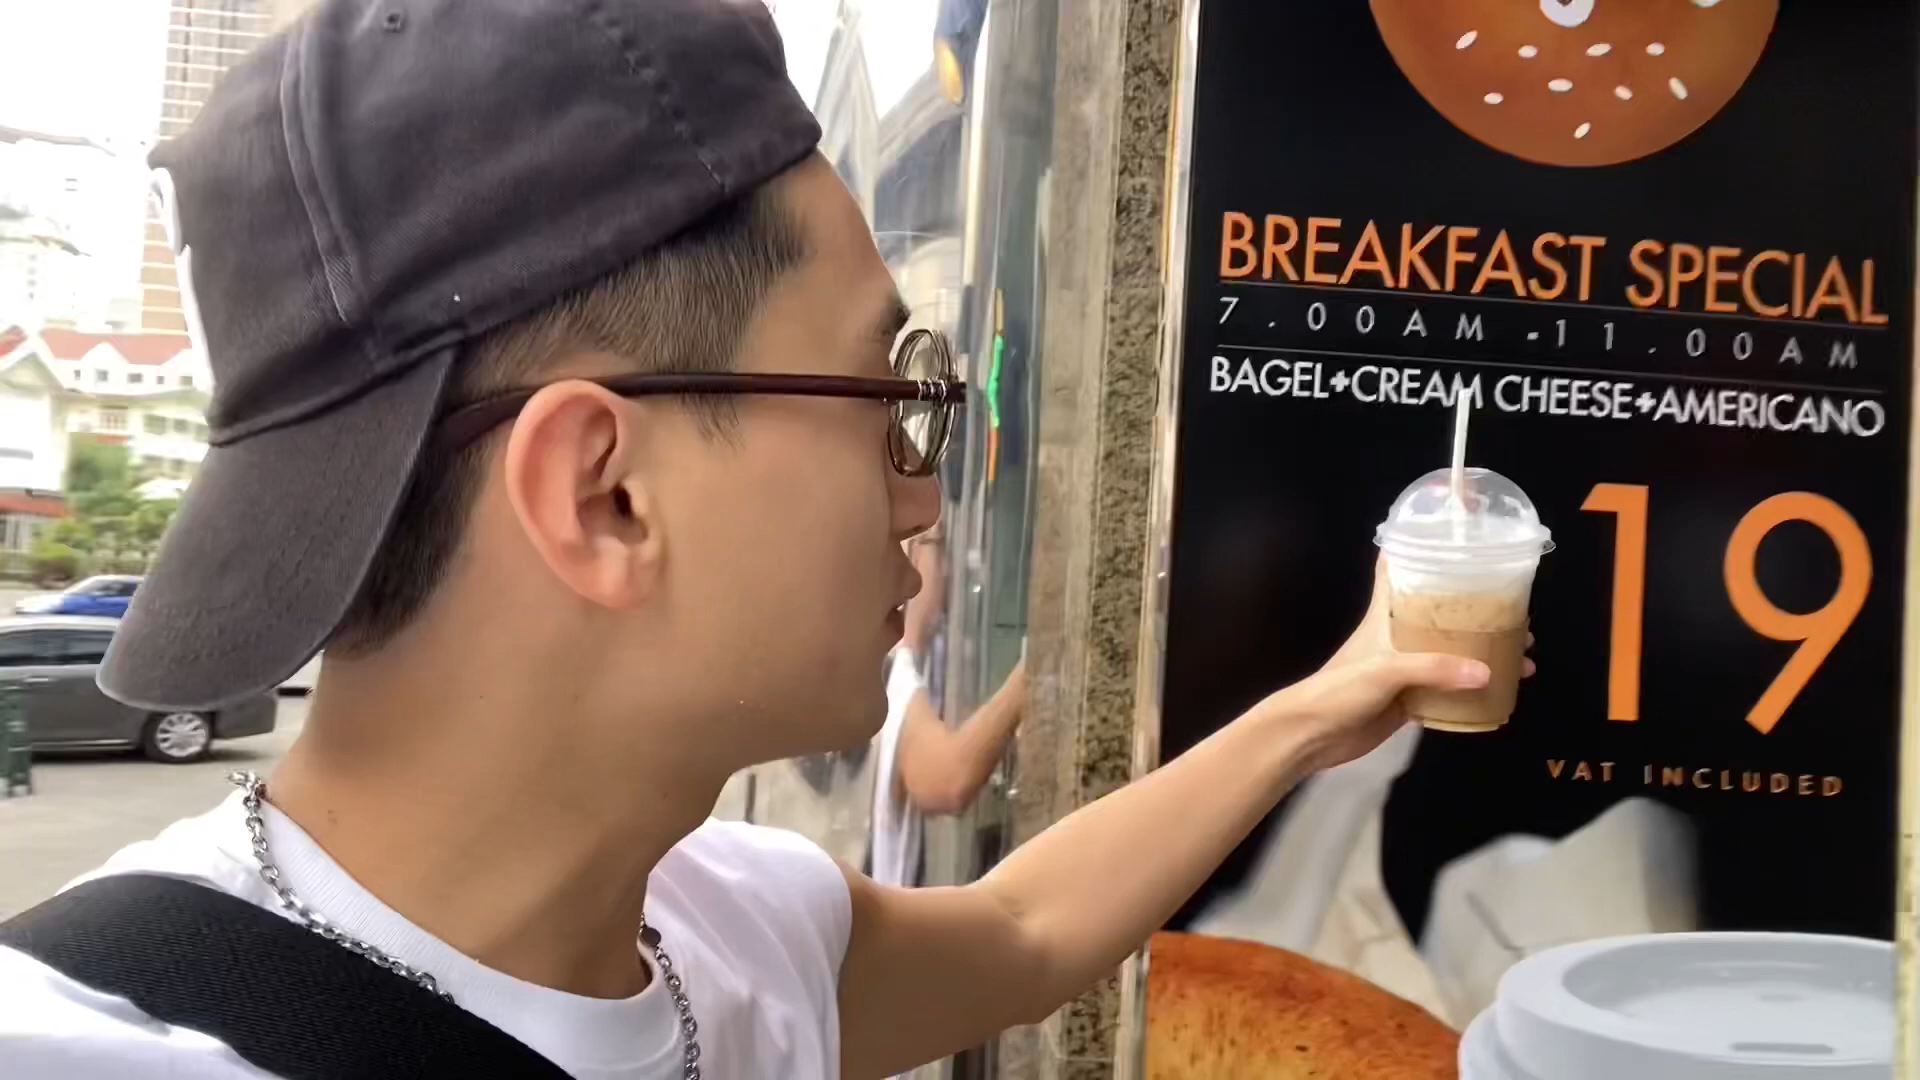 BREAKFAST SPECIAL
7.00AM-11.00AM
BAGEL+CREAM CHEESE+AMERICANO
19
VAT INCLUDED